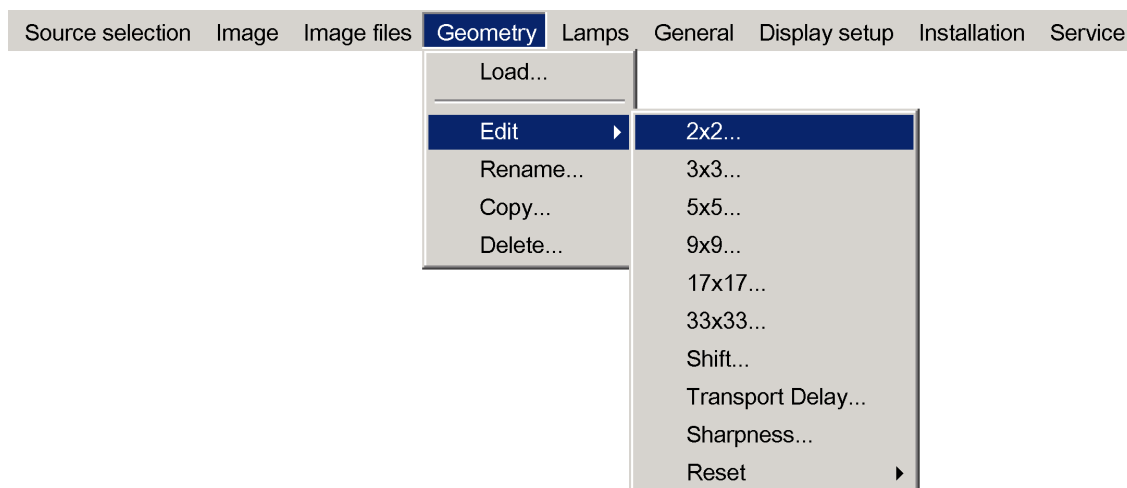 Source selection Image Image files Geometry Lamps General Display setup Installation Service
Load...
Edit
Rename...
Copy...
Delete...
2x2...
3x3...
5x5...
9x9...
17x17...
33x33...
Shift...
Transport Delay...
Sharpness...
Reset